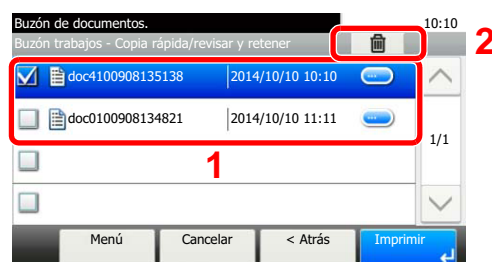 Buzón de documentos.
10:10
Buzón trabajos - Copia rápida/revisar y retener
2
doc4100908135138 2014/10/10 10:10
doc0100908134821 2014/10/10 11:11
1/1
1
Menú Cancelar < Atrás Imprimir